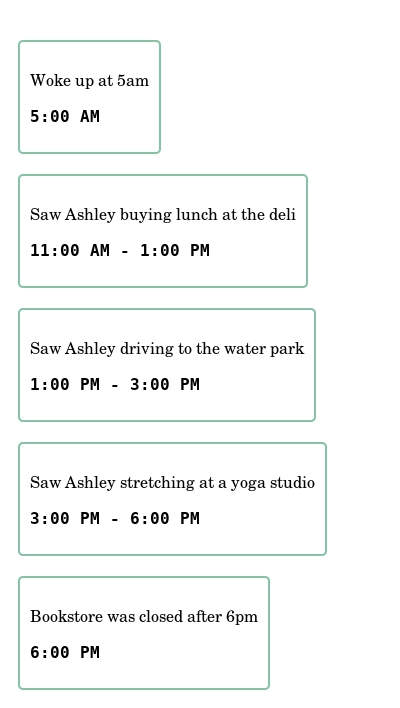 Woke up at 5am
5:00 AM
Saw Ashley buying lunch at the deli
11:00 AM - 1:00 PM
Saw Ashley driving to the water park
1:00 PM - 3:00 PM
Saw Ashley stretching at a yoga studio
3:00 PM - 6:00 PM
Bookstore was closed after 6pm
6:00 PM